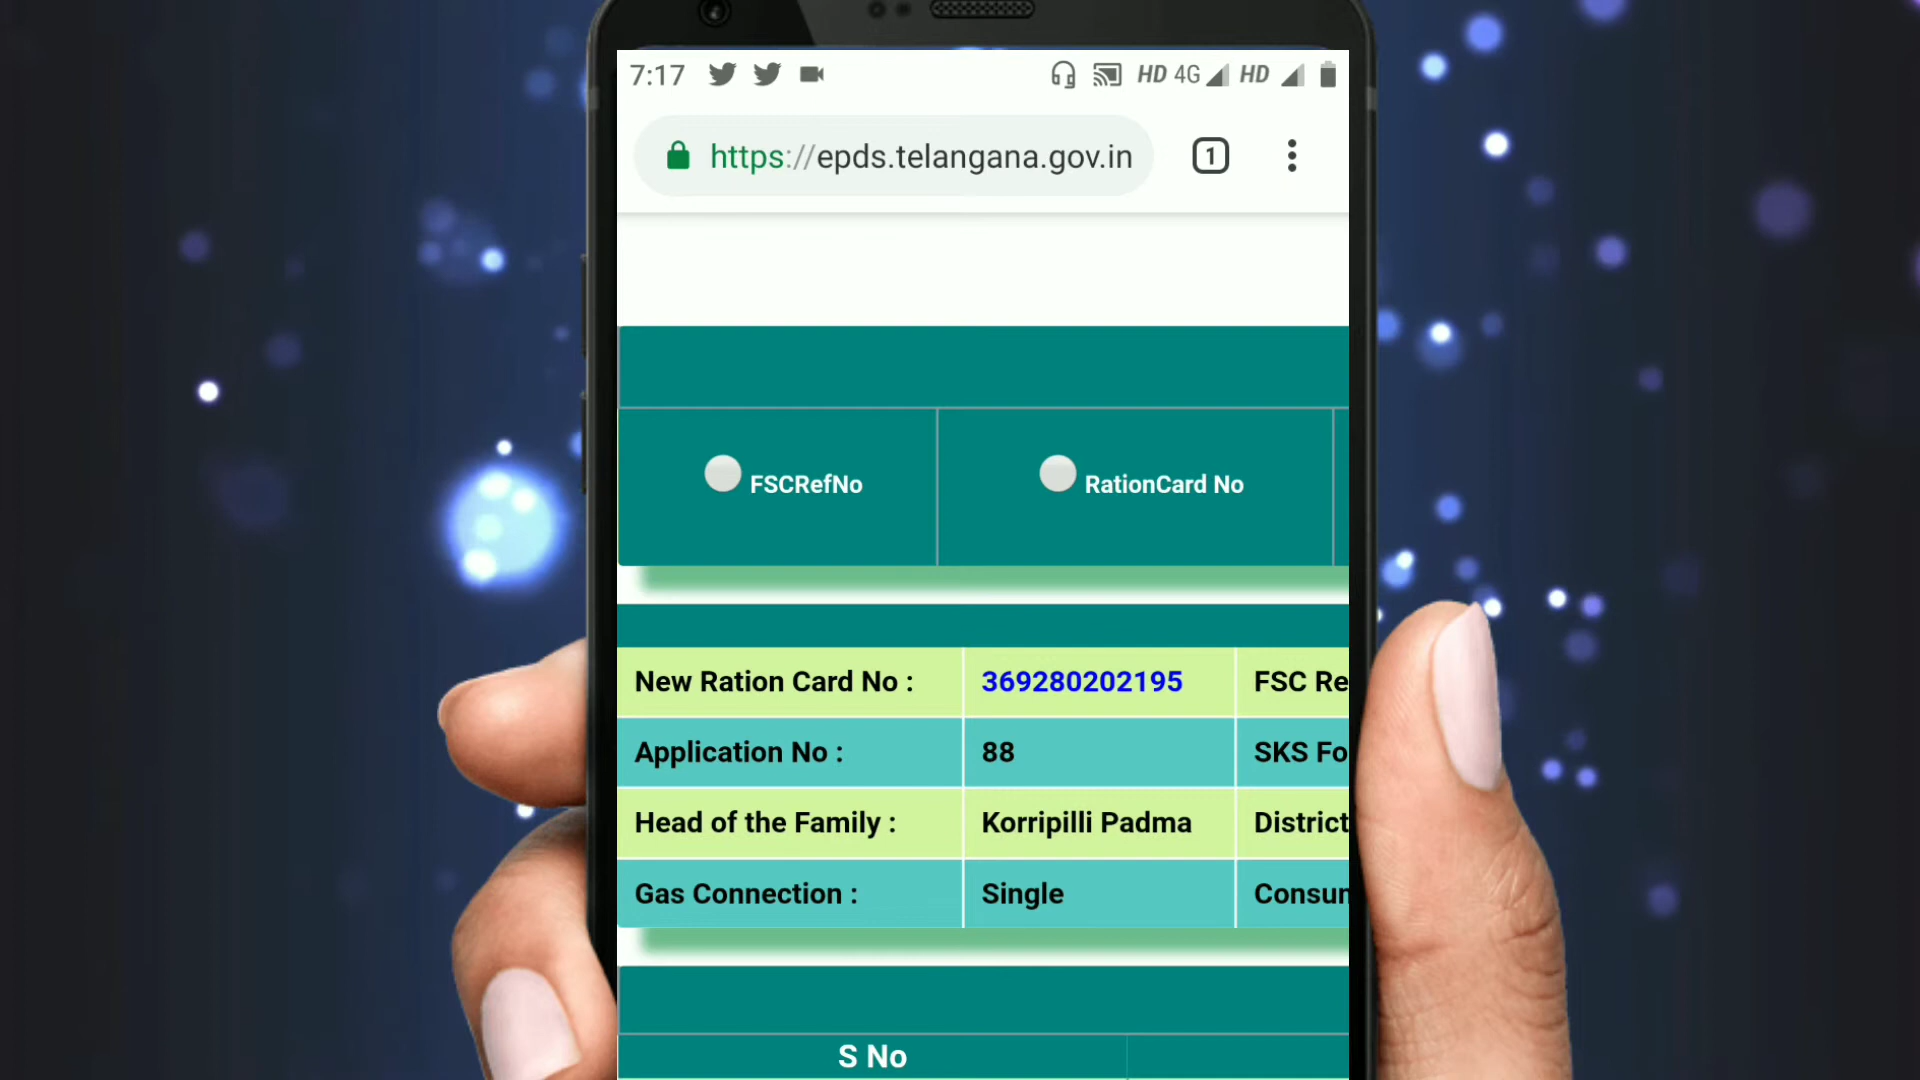 7:17 HD 4G HD
https://epds.telangana.gov.in 1
FSCRefNo RationCard No
New Ration Card No : 369280202195 FSC Re
Application No : 88 SKS Fo
Head of the Family : Korripilli Padma District
Gas Connection : Single Consum
S No